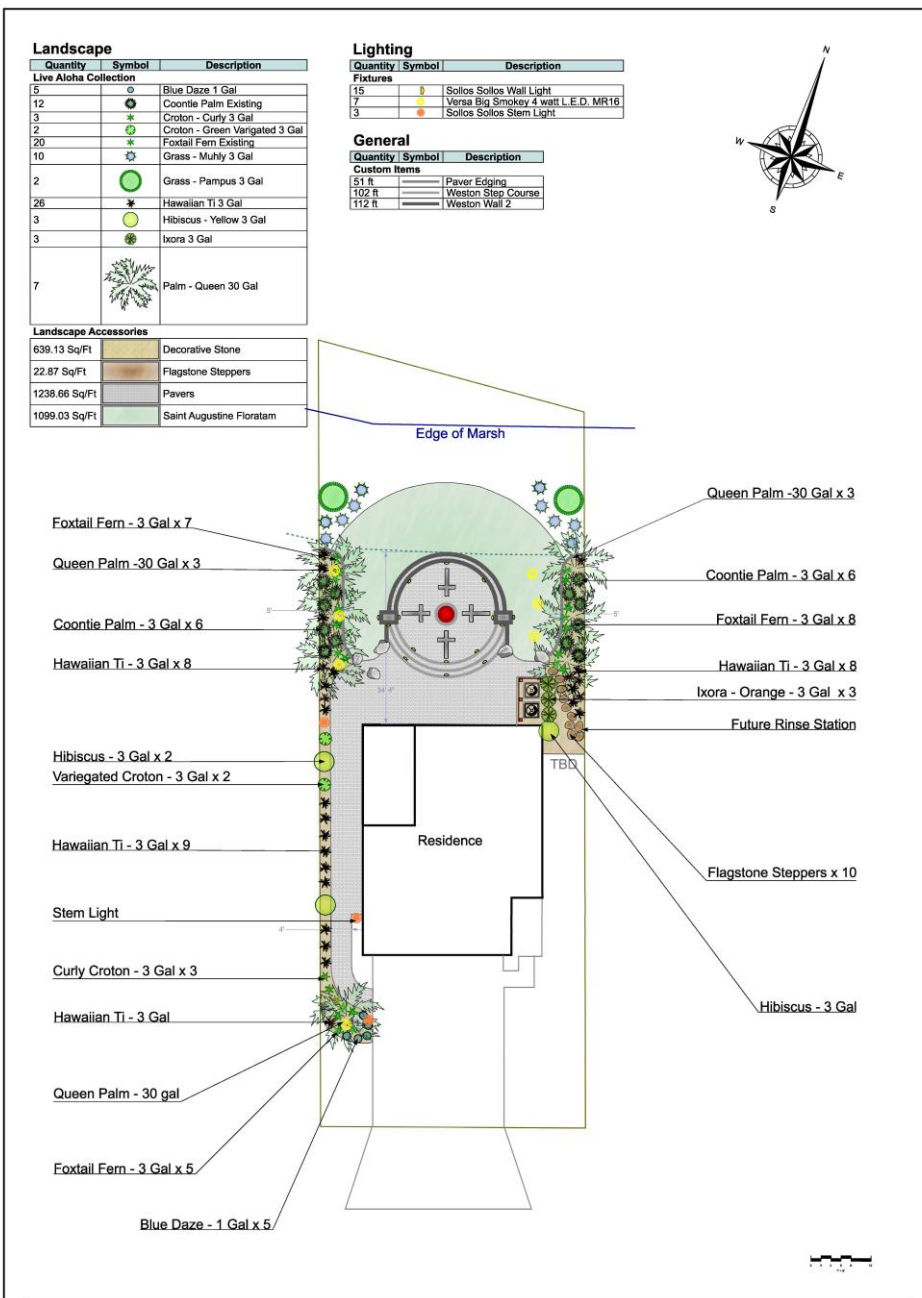 Landscape
Quantity Symbol Description
Live Aloha Collection
5 Blue Daze 1 Gal
12 Coontie Palm Existing
3 Croton - Curly 3 Gal
2 Croton - Green Varigated 3 Gal
20 Foxtail Fern Existing
10 Grass - Muhly 3 Gal
2 Grass - Pampus 3 Gal
26 Hawaiian Ti 3 Gal
3 Hibiscus - Yellow 3 Gal
3 Ixora 3 Gal
7 Palm - Queen 30 Gal
Landscape Accessories
639.13 Sq/Ft Decorative Stone
22.87 Sq/Ft Flagstone Steppers
1238.66 Sq/Ft Pavers
1099.03 Sq/Ft Saint Augustine Floratam
Lighting
Quantity Symbol Description
Fixtures
15 Sollos Sollos Wall Light
7 Versa Big Smokey 4 watt L.E.D. MR16
3 Sollos Sollos Stem Light
General
Quantity Symbol Description
Custom Items
51 ft Paver Edging
102 ft Weston Step Course
112 ft Weston Wall 2
N
W
E
S
Edge of Marsh
Foxtail Fern - 3 Gal x 7
Queen Palm -30 Gal x 3
Coontie Palm - 3 Gal x 6
Hawaiian Ti - 3 Gal x 8
Hibiscus - 3 Gal x 2
Variegated Croton - 3 Gal x 2
Hawaiian Ti - 3 Gal x 9
Stem Light
Curly Croton - 3 Gal x 3
Hawaiian Ti - 3 Gal
Queen Palm - 30 gal
Foxtail Fern - 3 Gal x 5
Blue Daze - 1 Gal x 5
5'
5'
34' 4"
4'
Residence
TBD
Queen Palm -30 Gal x 3
Coontie Palm - 3 Gal x 6
Foxtail Fern - 3 Gal x 8
Hawaiian Ti - 3 Gal x 8
Ixora - Orange - 3 Gal x 3
Future Rinse Station
Flagstone Steppers x 10
Hibiscus - 3 Gal